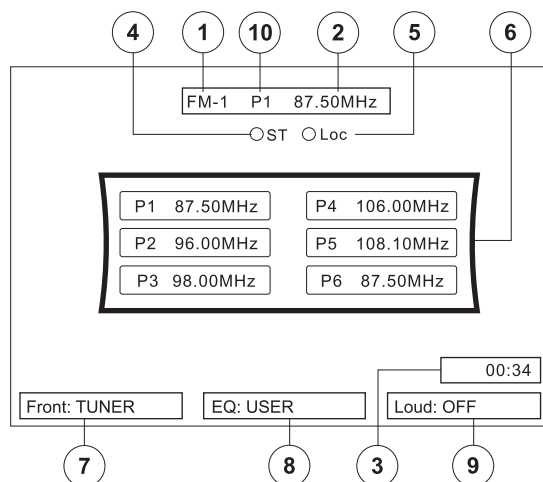 4 1 10 2 5 6
FM-1 P1 87.50MHz
ST Loc
P1 87.50MHz P4 106.00MHz
P2 96.00MHz P5 108.10MHz
P3 98.00MHz P6 87.50MHz
00:34
Front: TUNER EQ: USER Loud: OFF
7 8 3 9